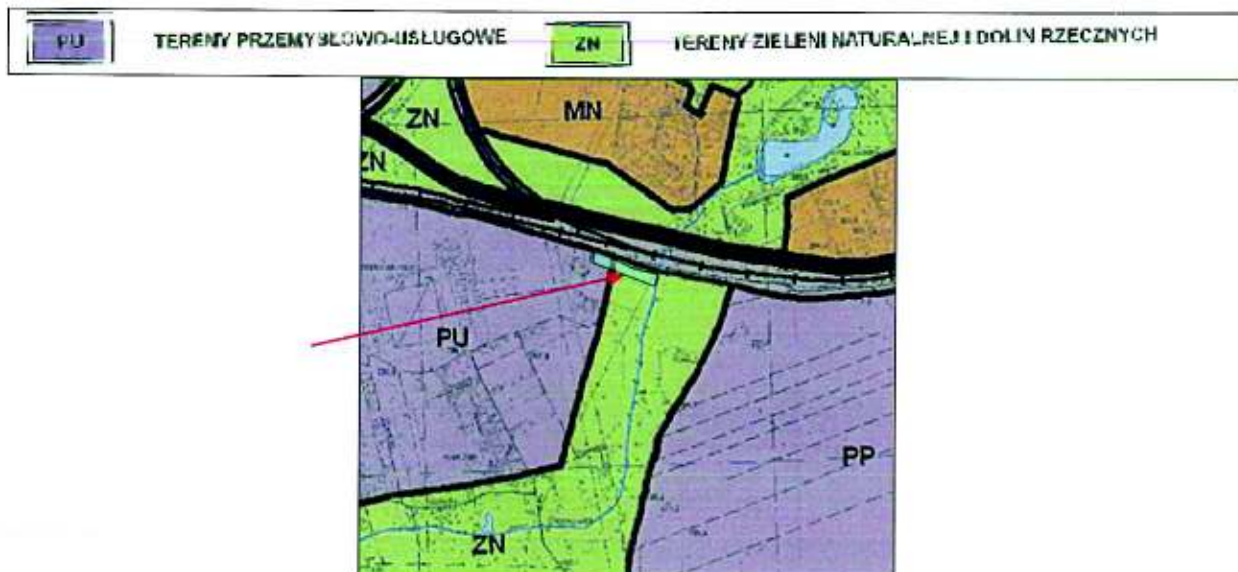 PU TERENY PRZEMYSŁOWO-USŁUGOWE ZN TERENY ZIELENI NATURALNEJ I DOLIN RZECZNYCH
ZN
MN
ZN
PU
PP
ZN